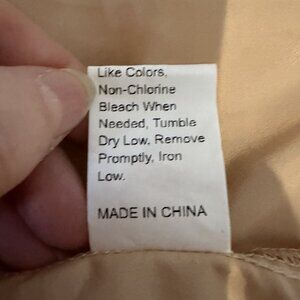 Like Colors,
Non-Chlorine
Bleach When
Needed, Tumble
Dry Low, Remove
Promptly, Iron
Low.
MADE IN CHINA